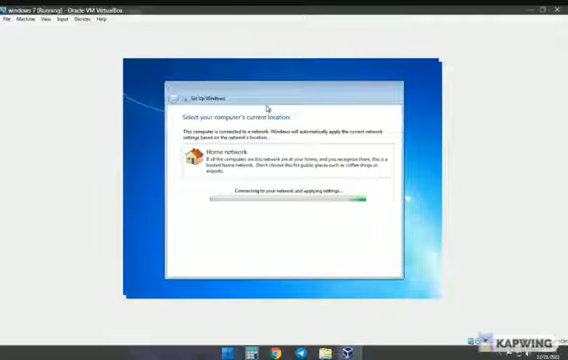 windows 7 [Running] - Oracle VM VirtualBox
File Machine View Input Devices Help
Set Up Windows
Select your computer's current location
This computer is connected to a network. Windows will automatically apply the correct network
settings based on the network's location.
Home network
If all the computers on this network are at your home, and you recognize them, this is a
trusted home network. Don't choose this for public places such as coffee shops or
airports.
Connecting to your network and applying settings...
KAPWING